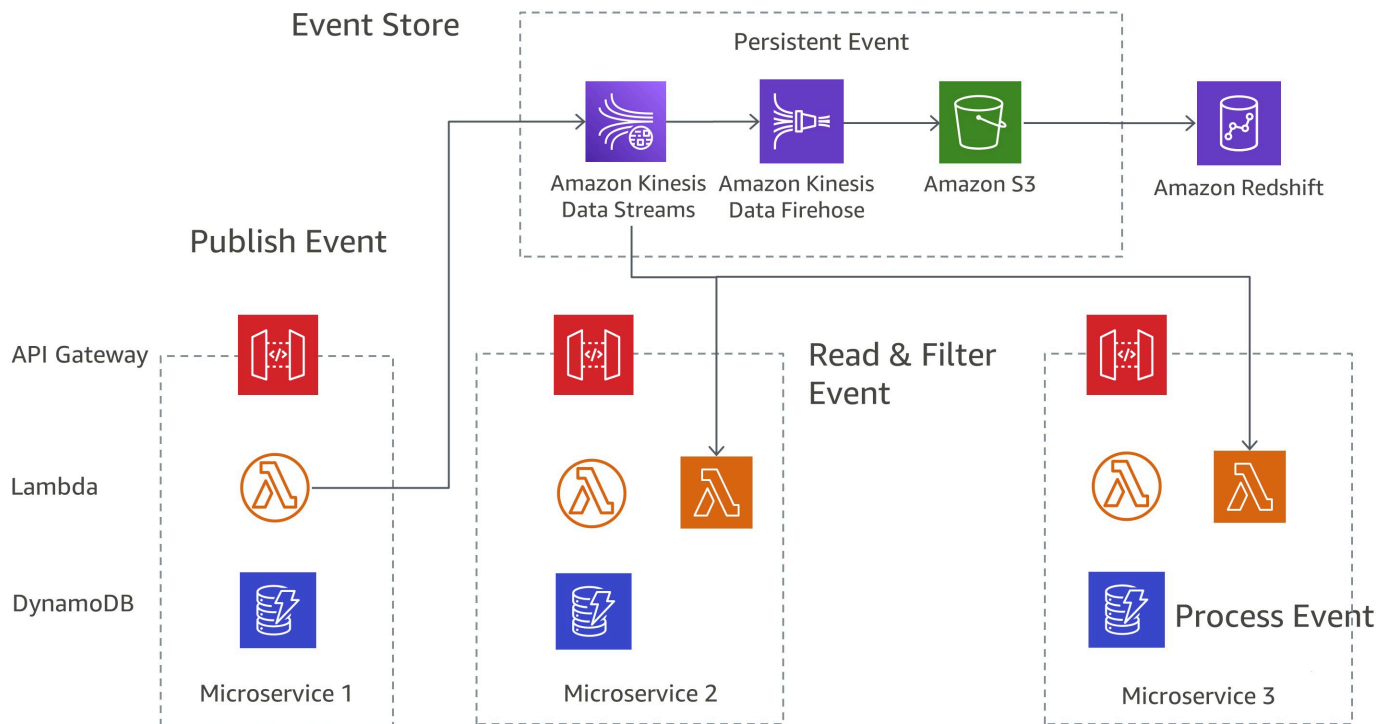 Event Store
Persistent Event
Amazon Kinesis
Data Streams
Amazon Kinesis
Data Firehose
Amazon S3
Amazon Redshift
Publish Event
API Gateway
Read & Filter
Event
Lambda
DynamoDB
Process Event
Microservice 1
Microservice 2
Microservice 3